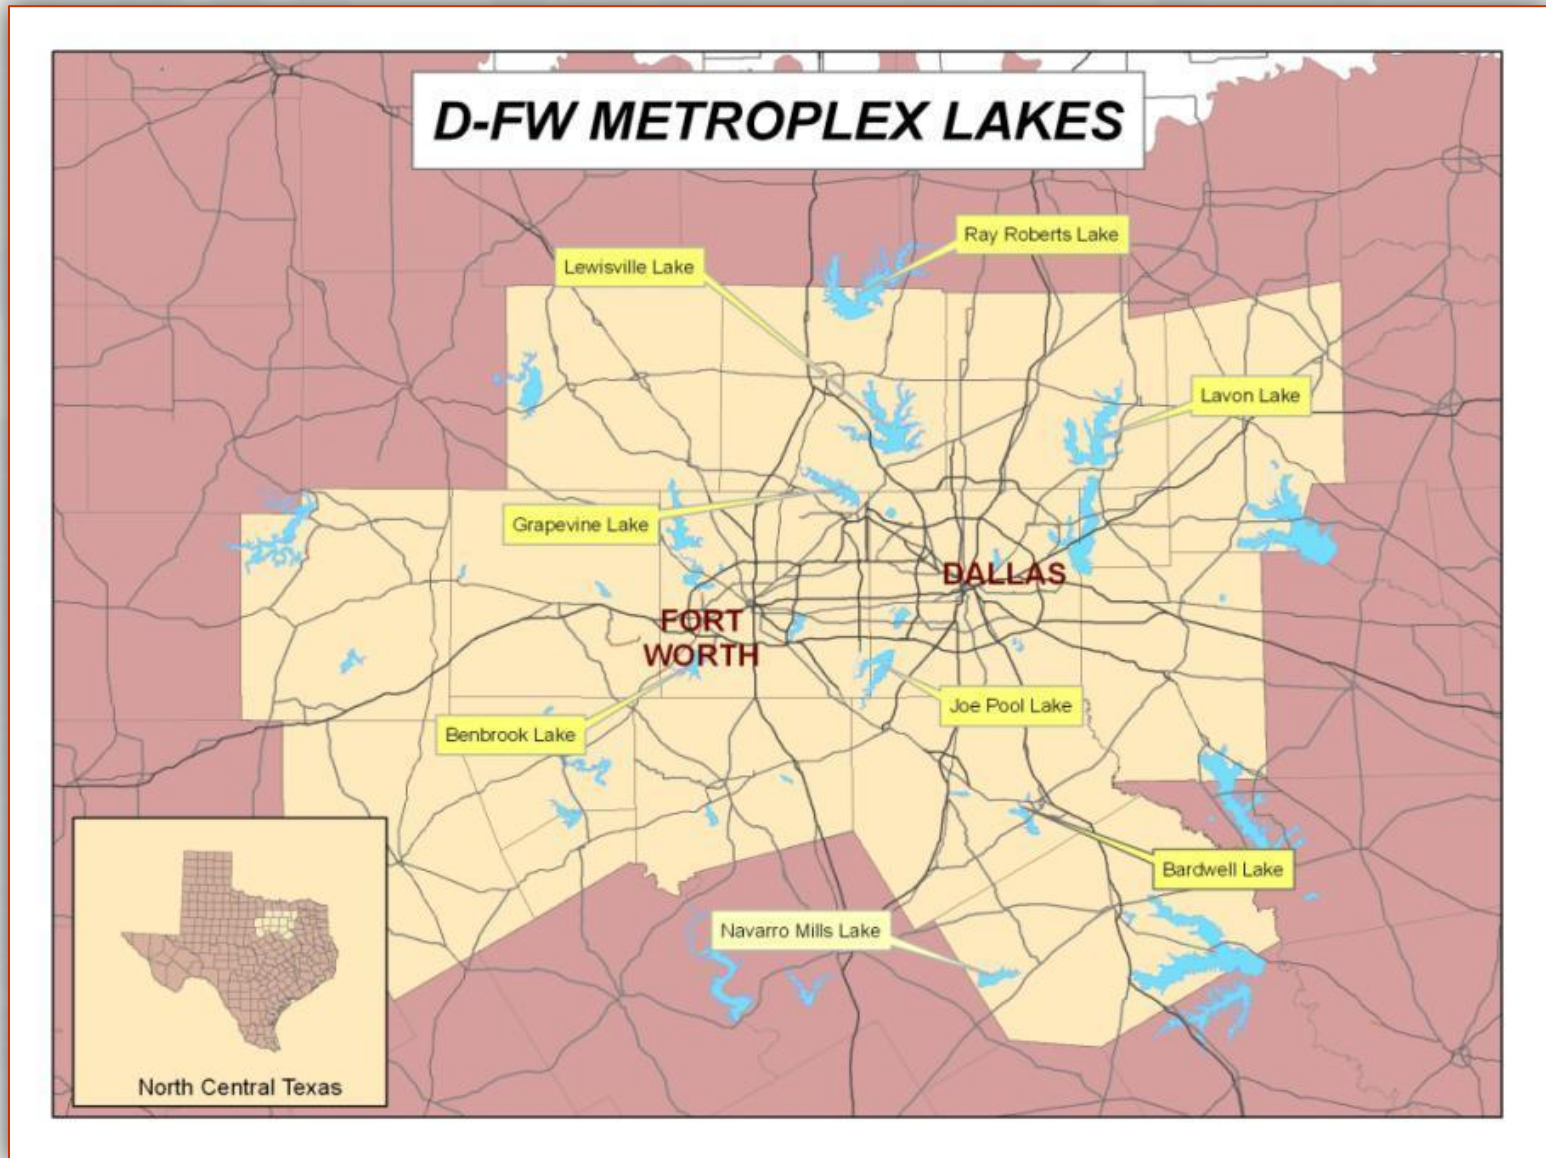 D-FW METROPLEX LAKES
Ray Roberts Lake
Lewisville Lake
Lavon Lake
Grapevine Lake
DALLAS
FORT
WORTH
Joe Pool Lake
Benbrook Lake
Bardwell Lake
Navarro Mills Lake
North Central Texas